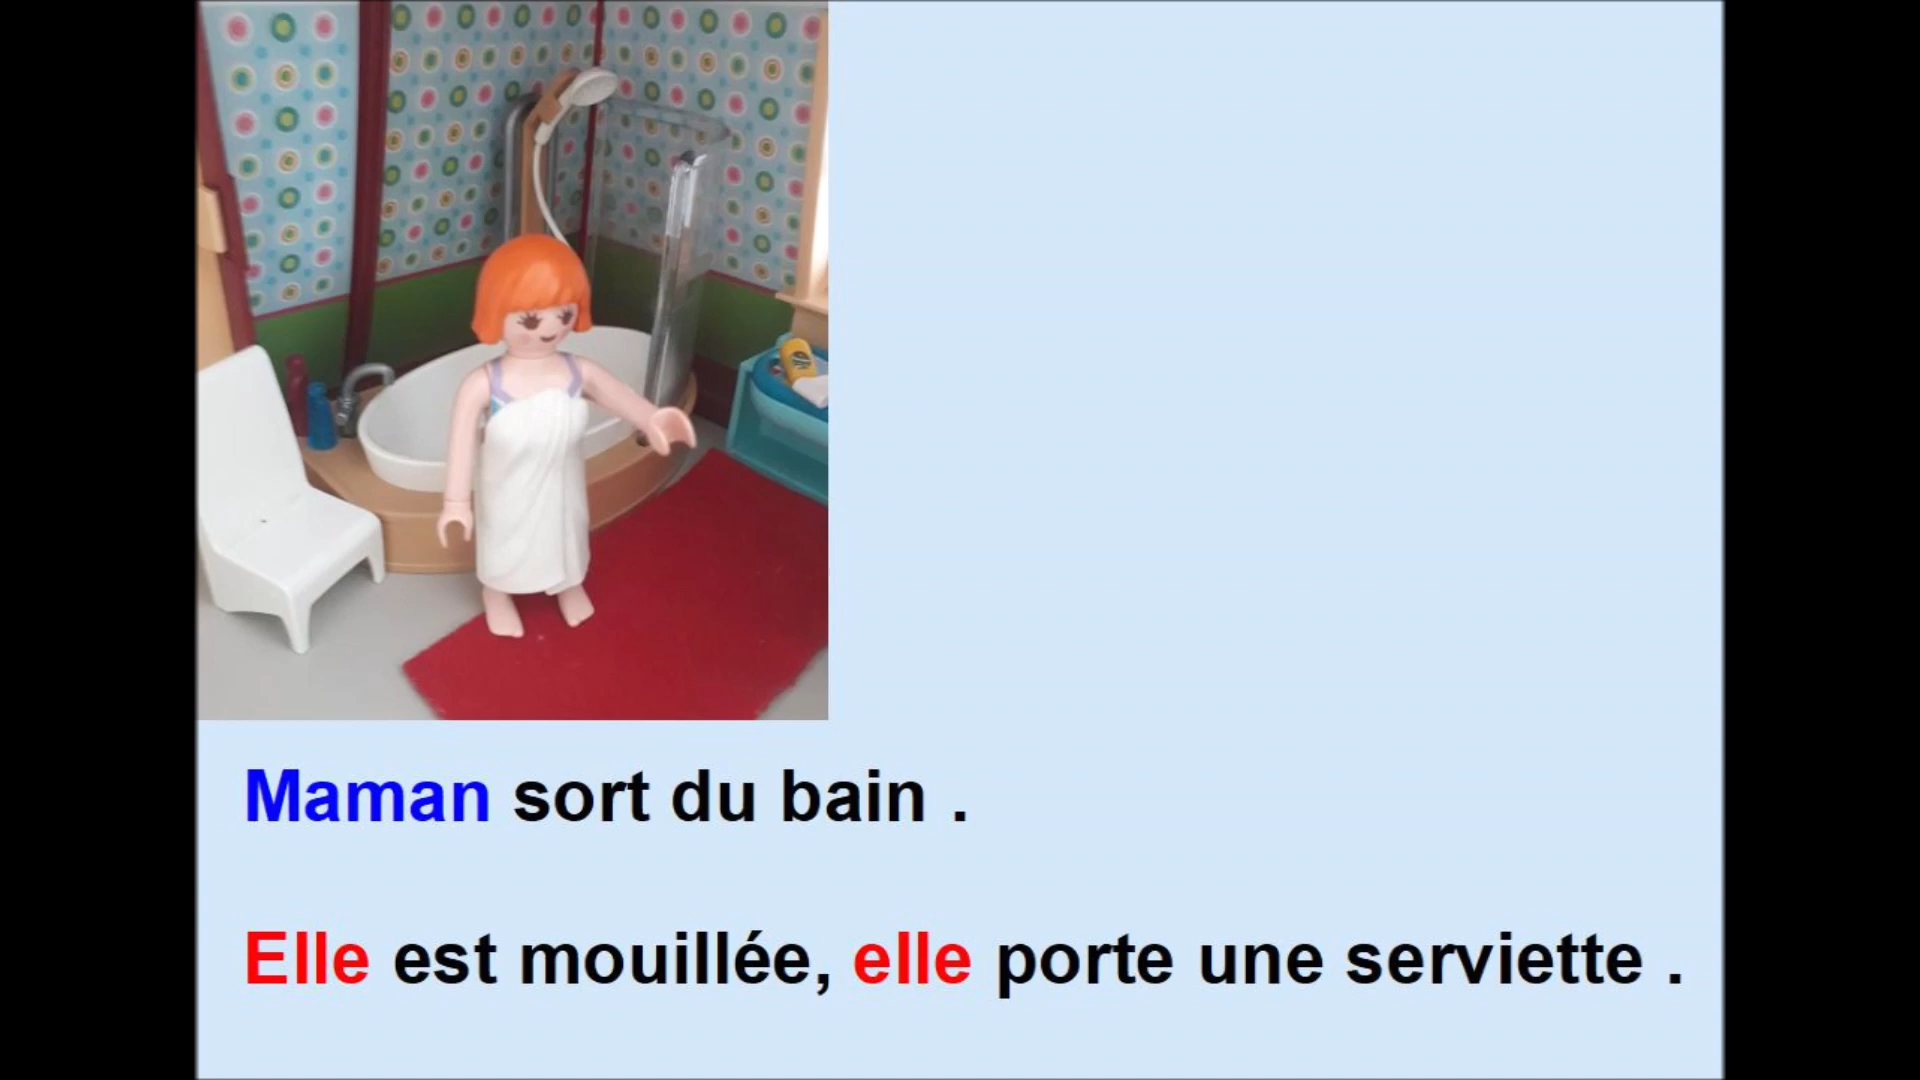 Maman sort du bain .
Elle est mouillée, elle porte une serviette .